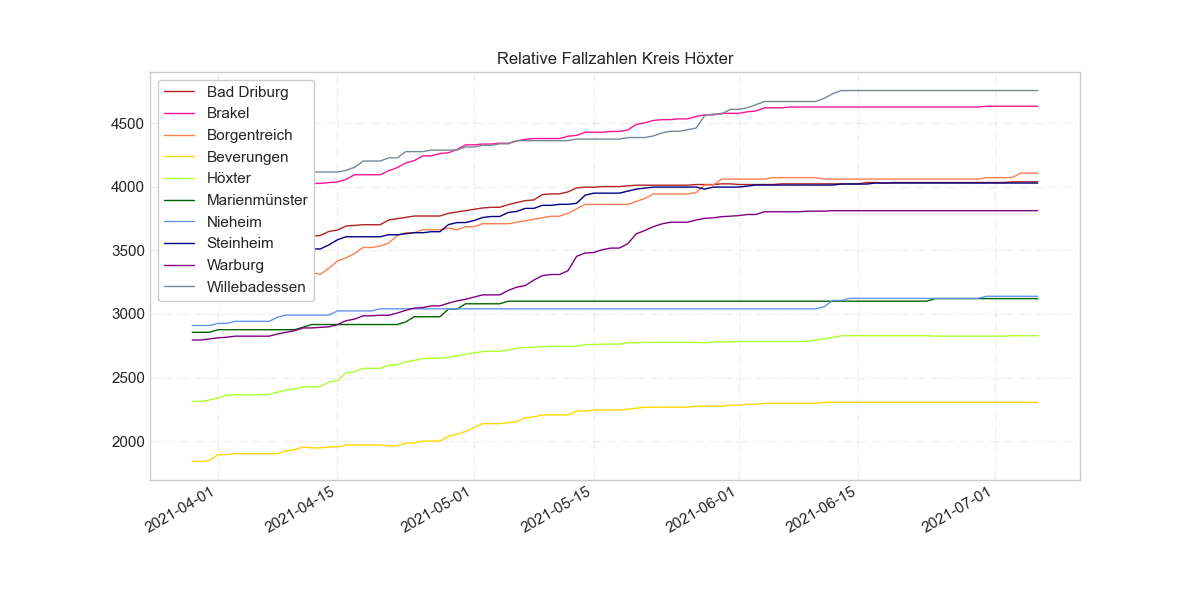 Relative Fallzahlen Kreis Höxter
Bad Driburg
Brakel
Borgentreich
Beverungen
Höxter
Marienmünster
Nieheim
Steinheim
Warburg
Willebadessen
4500
4000
3500
3000
2500
2000
2021-04-01
2021-04-15
2021-05-01
2021-05-15
2021-06-01
2021-06-15
2021-07-01